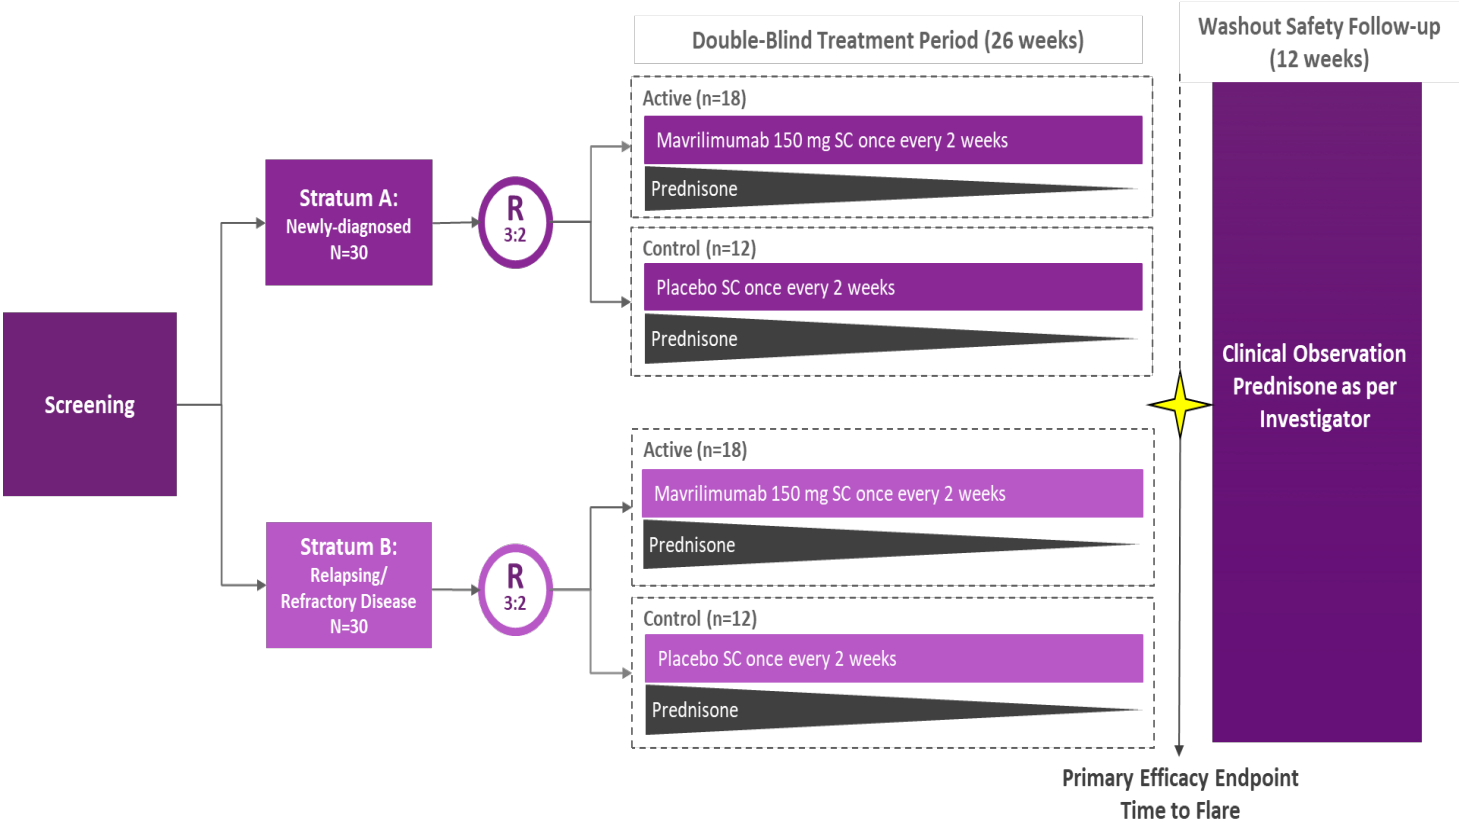 Double-Blind Treatment Period (26 weeks)
Washout Safety Follow-up
(12 weeks)
Screening
Stratum A:
Newly-diagnosed
N=30
R
3:2
Active (n=18)
Mavrilimumab 150 mg SC once every 2 weeks
Prednisone
Control (n=12)
Placebo SC once every 2 weeks
Prednisone
Stratum B:
Relapsing/
Refractory Disease
N=30
R
3:2
Active (n=18)
Mavrilimumab 150 mg SC once every 2 weeks
Prednisone
Control (n=12)
Placebo SC once every 2 weeks
Prednisone
Clinical Observation
Prednisone as per
Investigator
Primary Efficacy Endpoint
Time to Flare